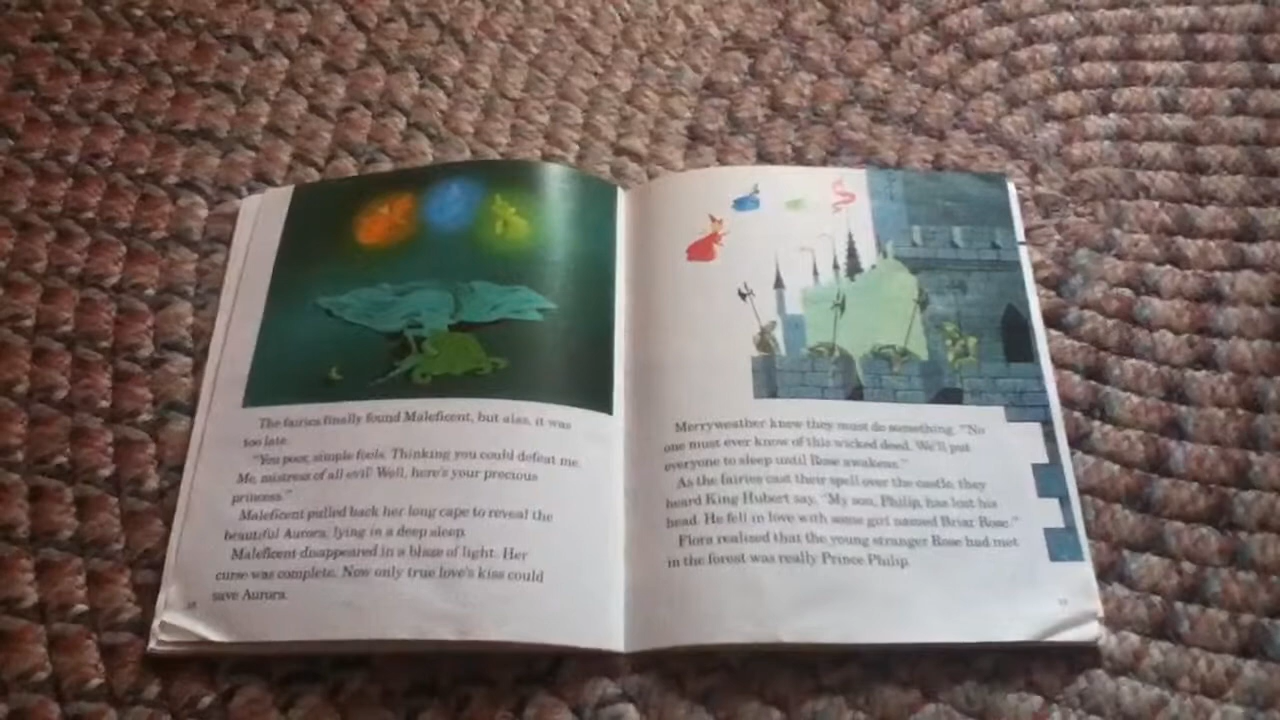 The fairies finally found Maleficent, but alas, it was
too late.
"You poor, simple fools. Thinking you could defeat me.
Me, mistress of all evil! Well, here's your precious
princess."
Maleficent pulled back her long cape to reveal the
beautiful Aurora, lying in a deep sleep.
Maleficent disappeared in a blaze of light. Her
curse was complete. Now only true love's kiss could
save Aurora.
Merryweather knew they must do something. "No
one must ever know of this wicked deed. We'll put
everyone to sleep until Rose awakens."
As the fairies cast their spell over the castle, they
heard King Hubert say, "My son, Philip, has lost his
head. He fell in love with some girl named Briar Rose."
Flora realized that the young stranger Rose had met
in the forest was really Prince Philip.